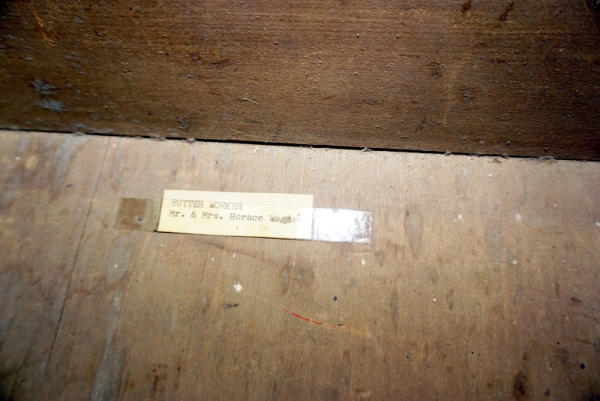 BUTTER WORKER
Mr. & Mrs. Horace